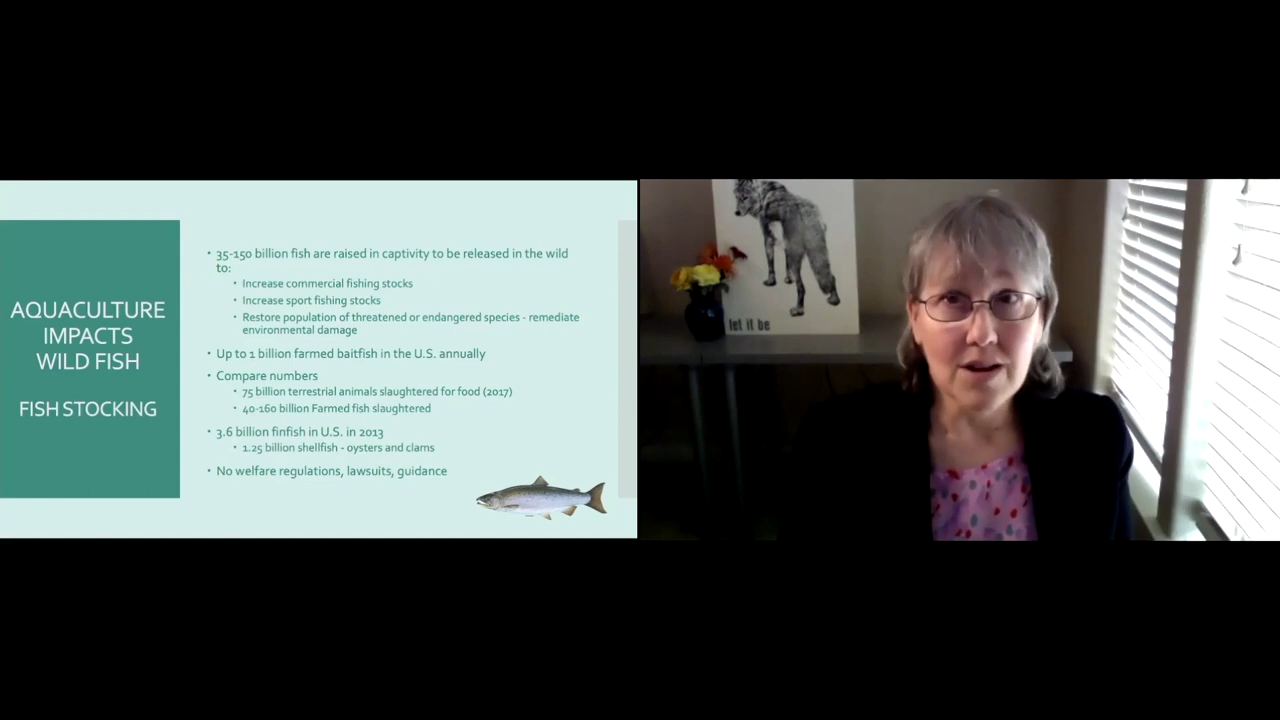 AQUACULTURE
IMPACTS
WILD FISH
FISH STOCKING
• 35-150 billion fish are raised in captivity to be released in the wild
to:
• Increase commercial fishing stocks
• Increase sport fishing stocks
• Restore population of threatened or endangered species - remediate
environmental damage
• Up to 1 billion farmed baitfish in the U.S. annually
• Compare numbers
• 75 billion terrestrial animals slaughtered for food (2017)
• 40-160 billion Farmed fish slaughtered
• 3.6 billion finfish in U.S. in 2013
• 1.25 billion shellfish - oysters and clams
• No welfare regulations, lawsuits, guidance
let it be